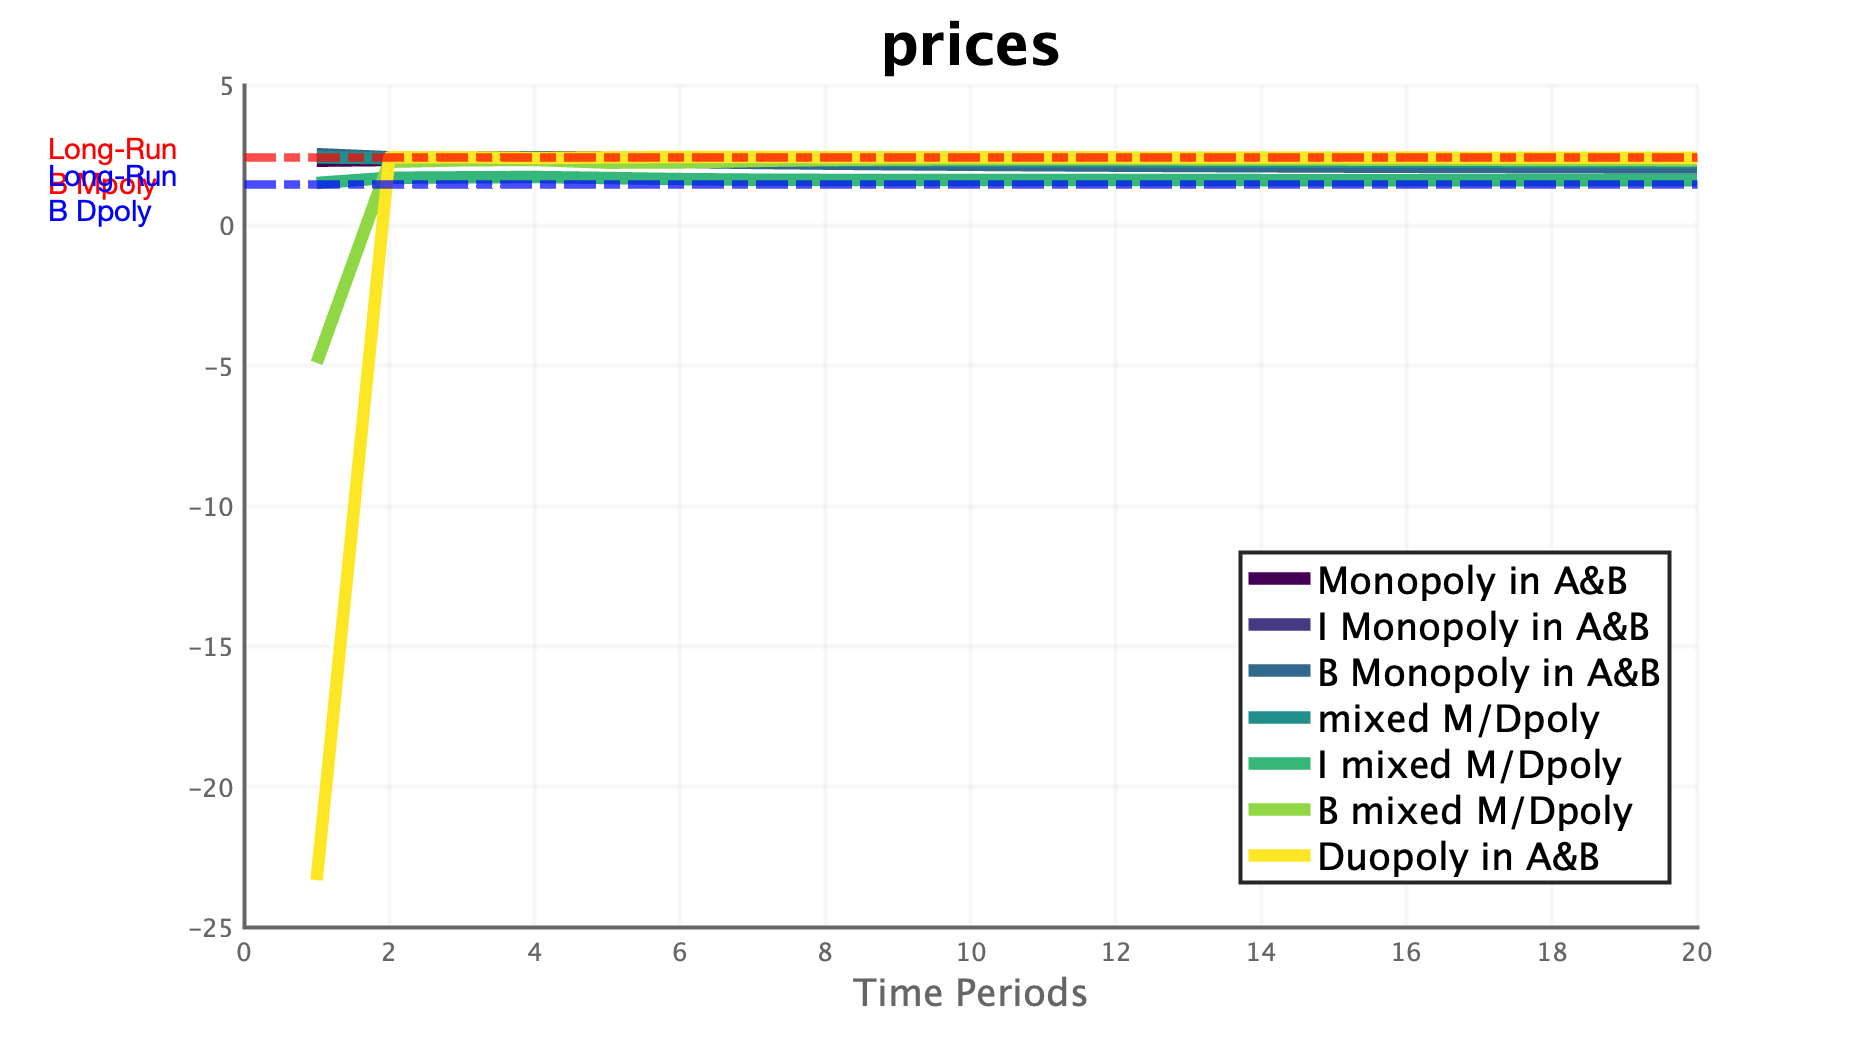 prices
5
0
−5
−10
−15
−20
−25
Long-Run
B Mpoly
Long-Run
B Dpoly
Monopoly in A&B
I Monopoly in A&B
B Monopoly in A&B
mixed M/Dpoly
I mixed M/Dpoly
B mixed M/Dpoly
Duopoly in A&B
0 2 4 6 8 10 12 14 16 18 20
Time Periods